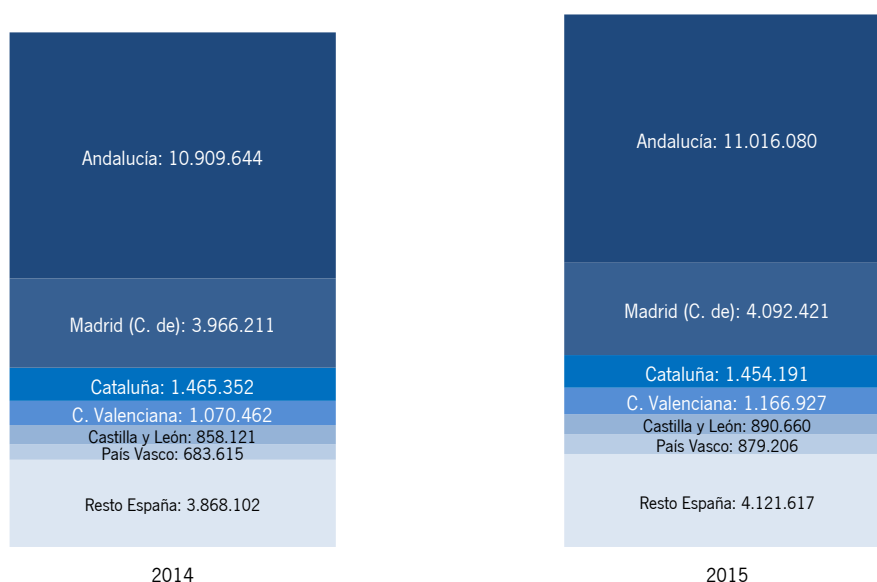 Andalucía: 10.909.644
Madrid (C. de): 3.966.211
Cataluña: 1.465.352
C. Valenciana: 1.070.462
Castilla y León: 858.121
País Vasco: 683.615
Resto España: 3.868.102
2014
Andalucía: 11.016.080
Madrid (C. de): 4.092.421
Cataluña: 1.454.191
C. Valenciana: 1.166.927
Castilla y León: 890.660
País Vasco: 879.206
Resto España: 4.121.617
2015